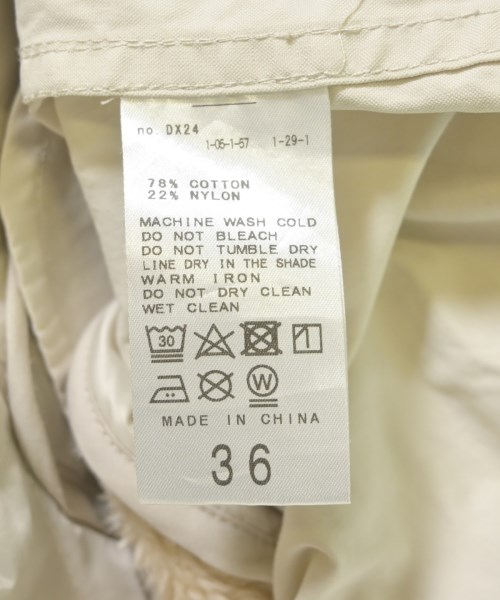 no. DX24
1-05-1-57 1-29-1
78% COTTON
22% NYLON
MACHINE WASH COLD
DO NOT BLEACH
DO NOT TUMBLE DRY
LINE DRY IN THE SHADE
WARM IRON
DO NOT DRY CLEAN
WET CLEAN
30
W
MADE IN CHINA
36